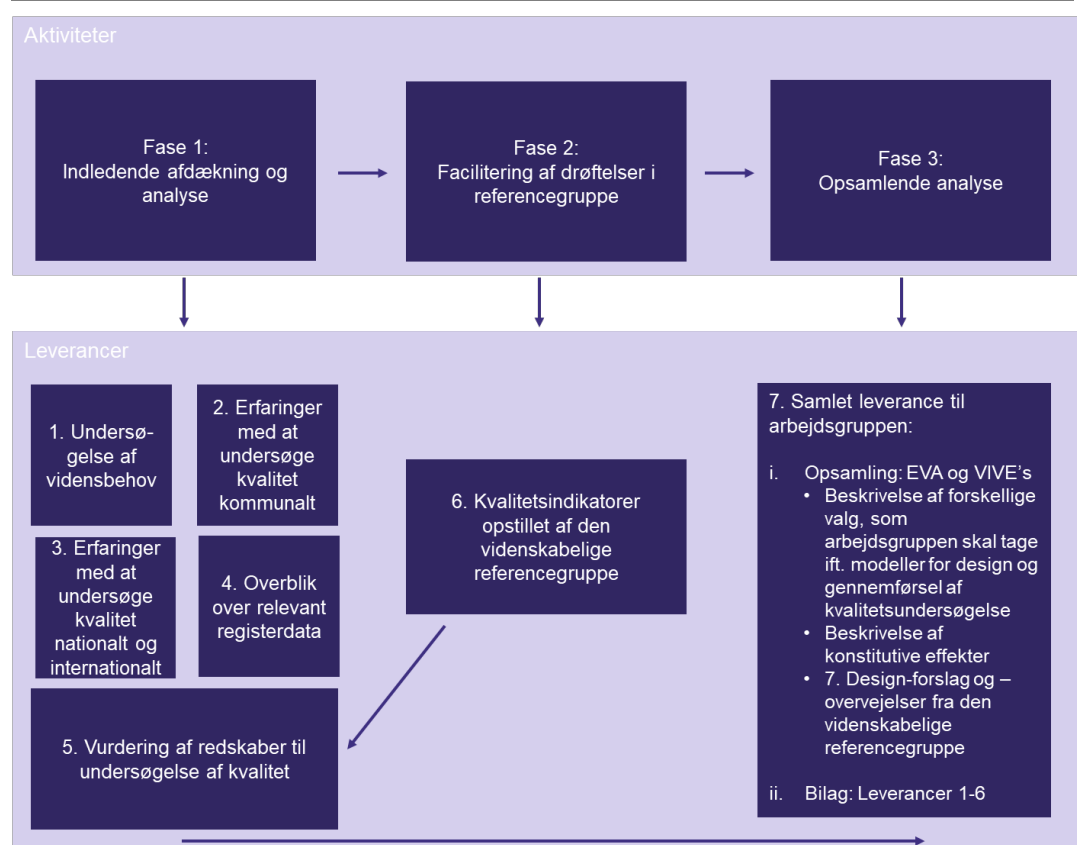 Aktiviteter
Fase 1:
Indledende afdækning og
analyse
Fase 2:
Facilitering af drøftelser i
referencegruppe
Fase 3:
Opsamlende analyse
Leverancer
1. Undersø-
gelse af
vidensbehov
2. Erfaringer
med at
undersøge
kvalitet
kommunalt
3. Erfaringer
med at
undersøge
kvalitet
nationalt og
internationalt
4. Overblik
over relevant
registerdata
5. Vurdering af redskaber til
undersøgelse af kvalitet
6. Kvalitetsindikatorer
opstillet af den
videnskabelige
referencegruppe
7. Samlet leverance til
arbejdsgruppen:
i. Opsamling: EVA og VIVE's
• Beskrivelse af forskellige
valg, som
arbejdsgruppen skal tage
ift. modeller for design og
gennemførsel af
kvalitetsundersøgelse
• Beskrivelse af
konstitutive effekter
• 7. Design-forslag og –
overvejelser fra den
videnskabelige
referencegruppe
ii. Bilag: Leverancer 1-6